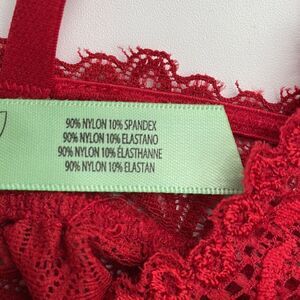 90% NYLON 10% SPANDEX
90% NYLON 10% ELASTANO
90% NYLON 10% ÉLASTHANNE
90% NYLON 10% ELASTAN